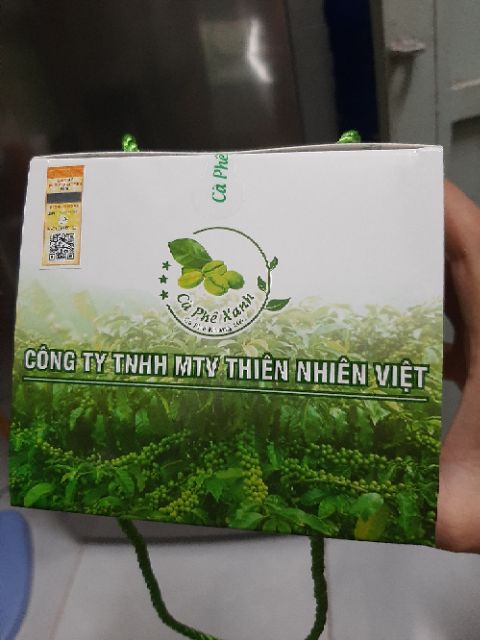 Cà Phê
Cà Phê Xanh
CÔNG TY TNHH MTV THIÊN NHIÊN VIỆT